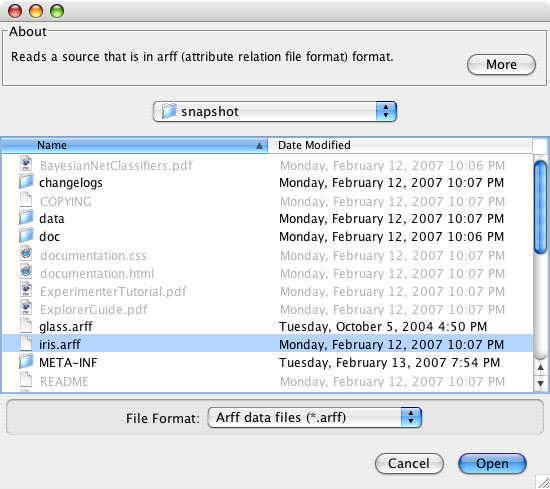 About
Reads a source that is in arff (attribute relation file format) format.
More
snapshot
Name Date Modified
BayesianNetClassifiers.pdf Monday, February 12, 2007 10:06 PM
changelogs Monday, February 12, 2007 10:07 PM
COPYING Monday, February 12, 2007 10:07 PM
data Monday, February 12, 2007 10:07 PM
doc Monday, February 12, 2007 10:06 PM
documentation.css Monday, February 12, 2007 10:07 PM
documentation.html Monday, February 12, 2007 10:07 PM
ExperimenterTutorial.pdf Monday, February 12, 2007 10:07 PM
ExplorerGuide.pdf Monday, February 12, 2007 10:07 PM
glass.arff Tuesday, October 5, 2004 4:50 PM
iris.arff Monday, February 12, 2007 10:07 PM
META-INF Tuesday, February 13, 2007 7:54 PM
README Monday, February 12, 2007 10:07 PM
File Format: Arff data files (*.arff)
Cancel Open